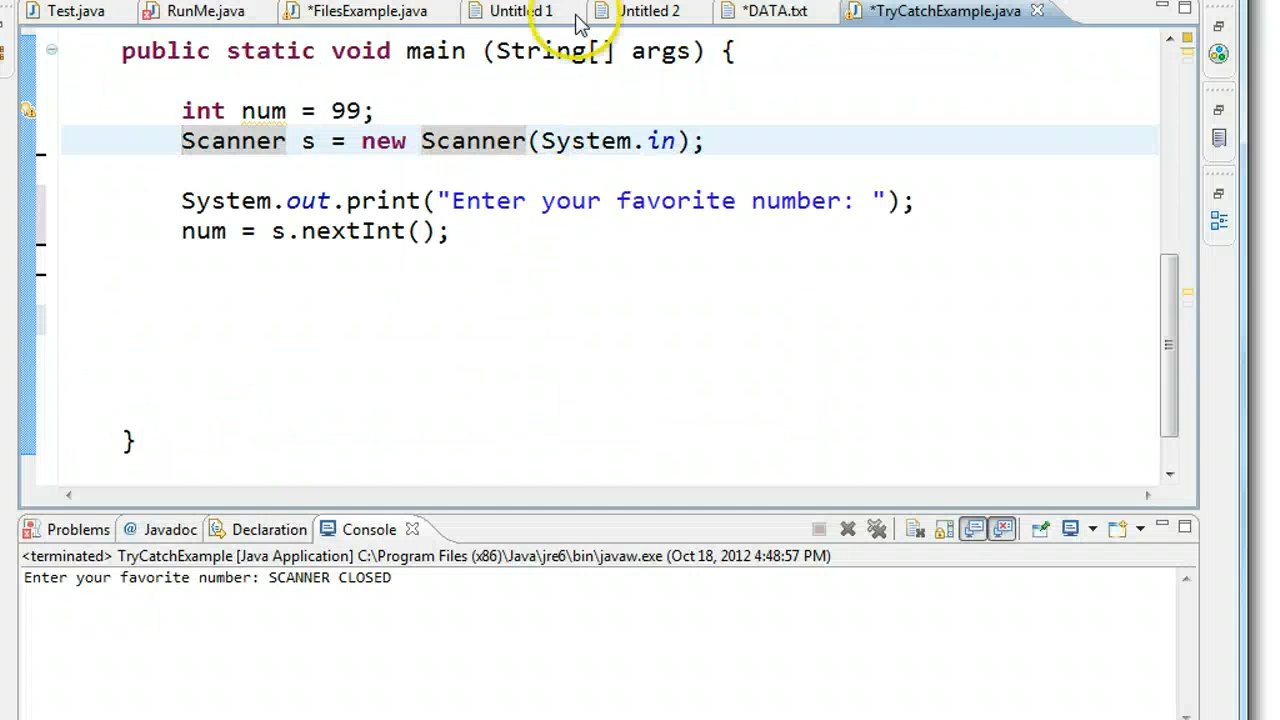 Test.java RunMe.java *FilesExample.java Untitled 1 Untitled 2 *DATA.txt *TryCatchExample.java
public static void main (String[] args) {
int num = 99;
Scanner s = new Scanner(System.in);
System.out.print("Enter your favorite number: ");
num = s.nextInt();
}
Problems @ Javadoc Declaration Console
<terminated> TryCatchExample [Java Application] C:\Program Files (x86)\Java\jre6\bin\javaw.exe (Oct 18, 2012 4:48:57 PM)
Enter your favorite number: SCANNER CLOSED